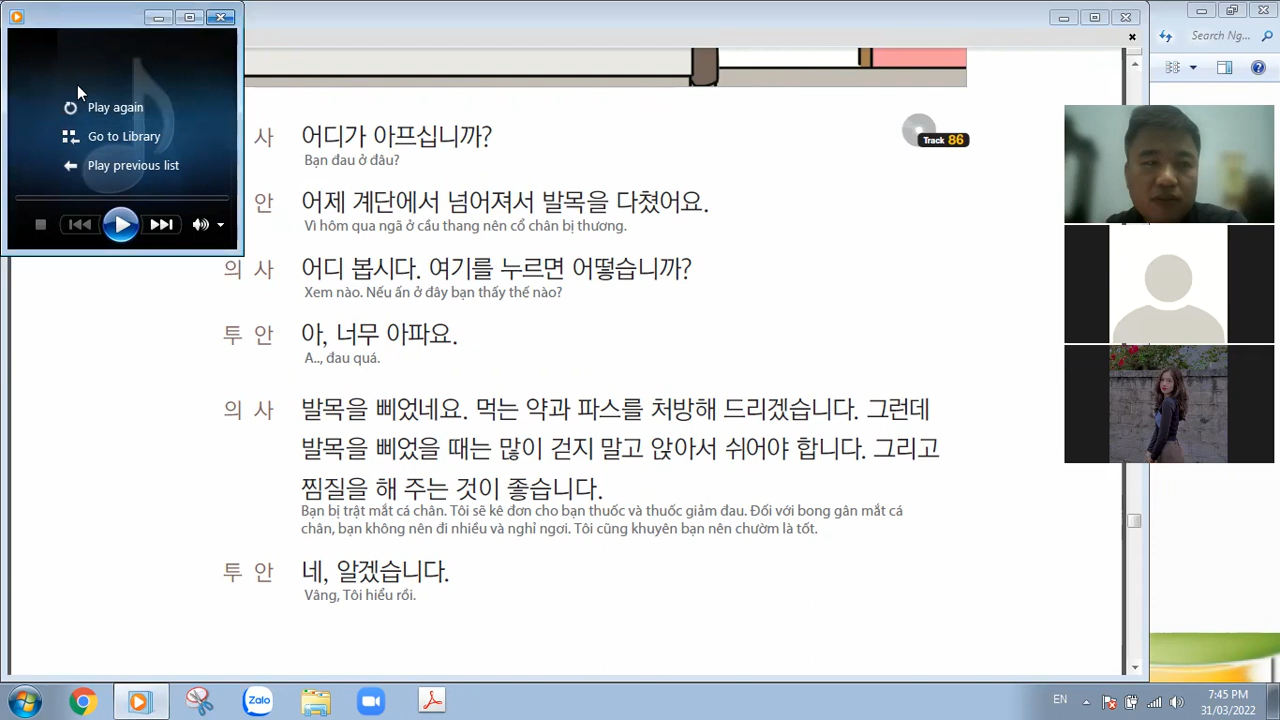 Play again
Go to Library
Play previous list
Search Ng...
사 어디가 아프십니까?
Bạn đau ở đâu?
Track 86
안 어제 계단에서 넘어져서 발목을 다쳤어요.
Vì hôm qua ngã ở cầu thang nên cổ chân bị thương.
의 사 어디 봅시다. 여기를 누르면 어떻습니까?
Xem nào. Nếu ấn ở đây bạn thấy thế nào?
투 안 아, 너무 아파요.
A.., đau quá.
의 사 발목을 삐었네요. 먹는 약과 파스를 처방해 드리겠습니다. 그런데
발목을 삐었을 때는 많이 걷지 말고 앉아서 쉬어야 합니다. 그리고
찜질을 해 주는 것이 좋습니다.
Bạn bị trật mắt cá chân. Tôi sẽ kê đơn cho bạn thuốc và thuốc giảm đau. Đối với bong gân mắt cá
chân, bạn không nên đi nhiều và nghỉ ngơi. Tôi cũng khuyên bạn nên chườm là tốt.
투 안 네, 알겠습니다.
Vâng, Tôi hiểu rồi.
Zalo
EN
7:45 PM
31/03/2022